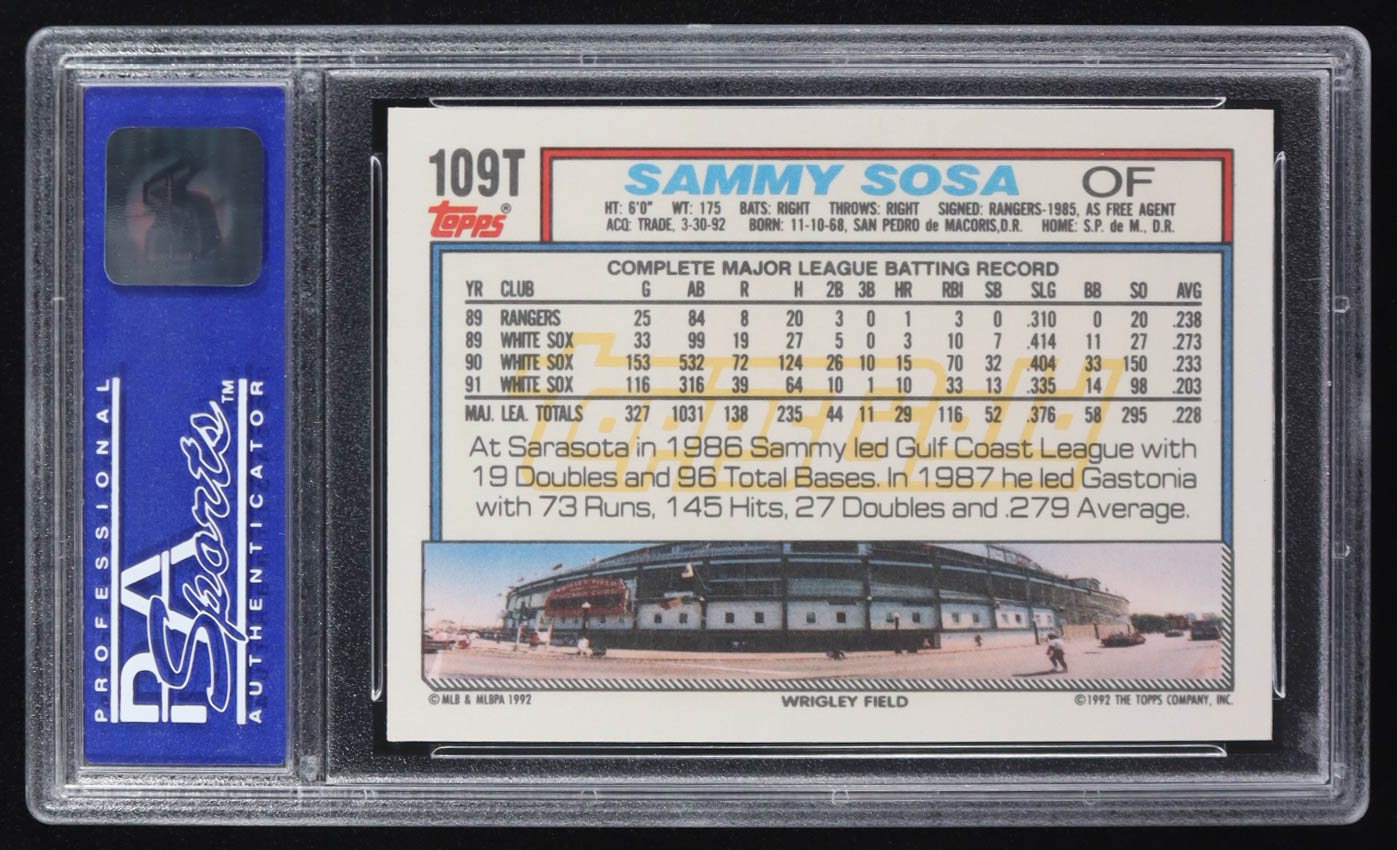 109T
Topps®
SAMMY SOSA OF
HT: 6'0" WT: 175 BATS: RIGHT THROWS: RIGHT SIGNED: RANGERS-1985, AS FREE AGENT
ACQ: TRADE, 3-30-92 BORN: 11-10-68, SAN PEDRO de MACORIS, D.R. HOME: S.P. de M., D.R.
COMPLETE MAJOR LEAGUE BATTING RECORD
YR CLUB G AB R H 2B 3B HR RBI SB SLG BB SO AVG
89 RANGERS 25 84 8 20 3 0 1 3 0 .310 0 20 .238
89 WHITE SOX 33 99 19 27 5 0 3 10 7 .414 11 27 .273
90 WHITE SOX 153 532 72 124 26 10 15 70 32 .404 33 150 .233
91 WHITE SOX 116 316 39 64 10 1 10 33 13 .335 14 98 .203
MAJ. LEA. TOTALS 327 1031 138 235 44 11 29 116 52 .376 58 295 .228
ToppsGold
At Sarasota in 1986 Sammy led Gulf Coast League with
19 Doubles and 96 Total Bases. In 1987 he led Gastonia
with 73 Runs, 145 Hits, 27 Doubles and .279 Average.
WRIGLEY FIELD
© MLB & MLBPA 1992
WRIGLEY FIELD
© 1992 THE TOPPS COMPANY, INC.
PROFESSIONAL
PA
Sports™
AUTHENTICATOR